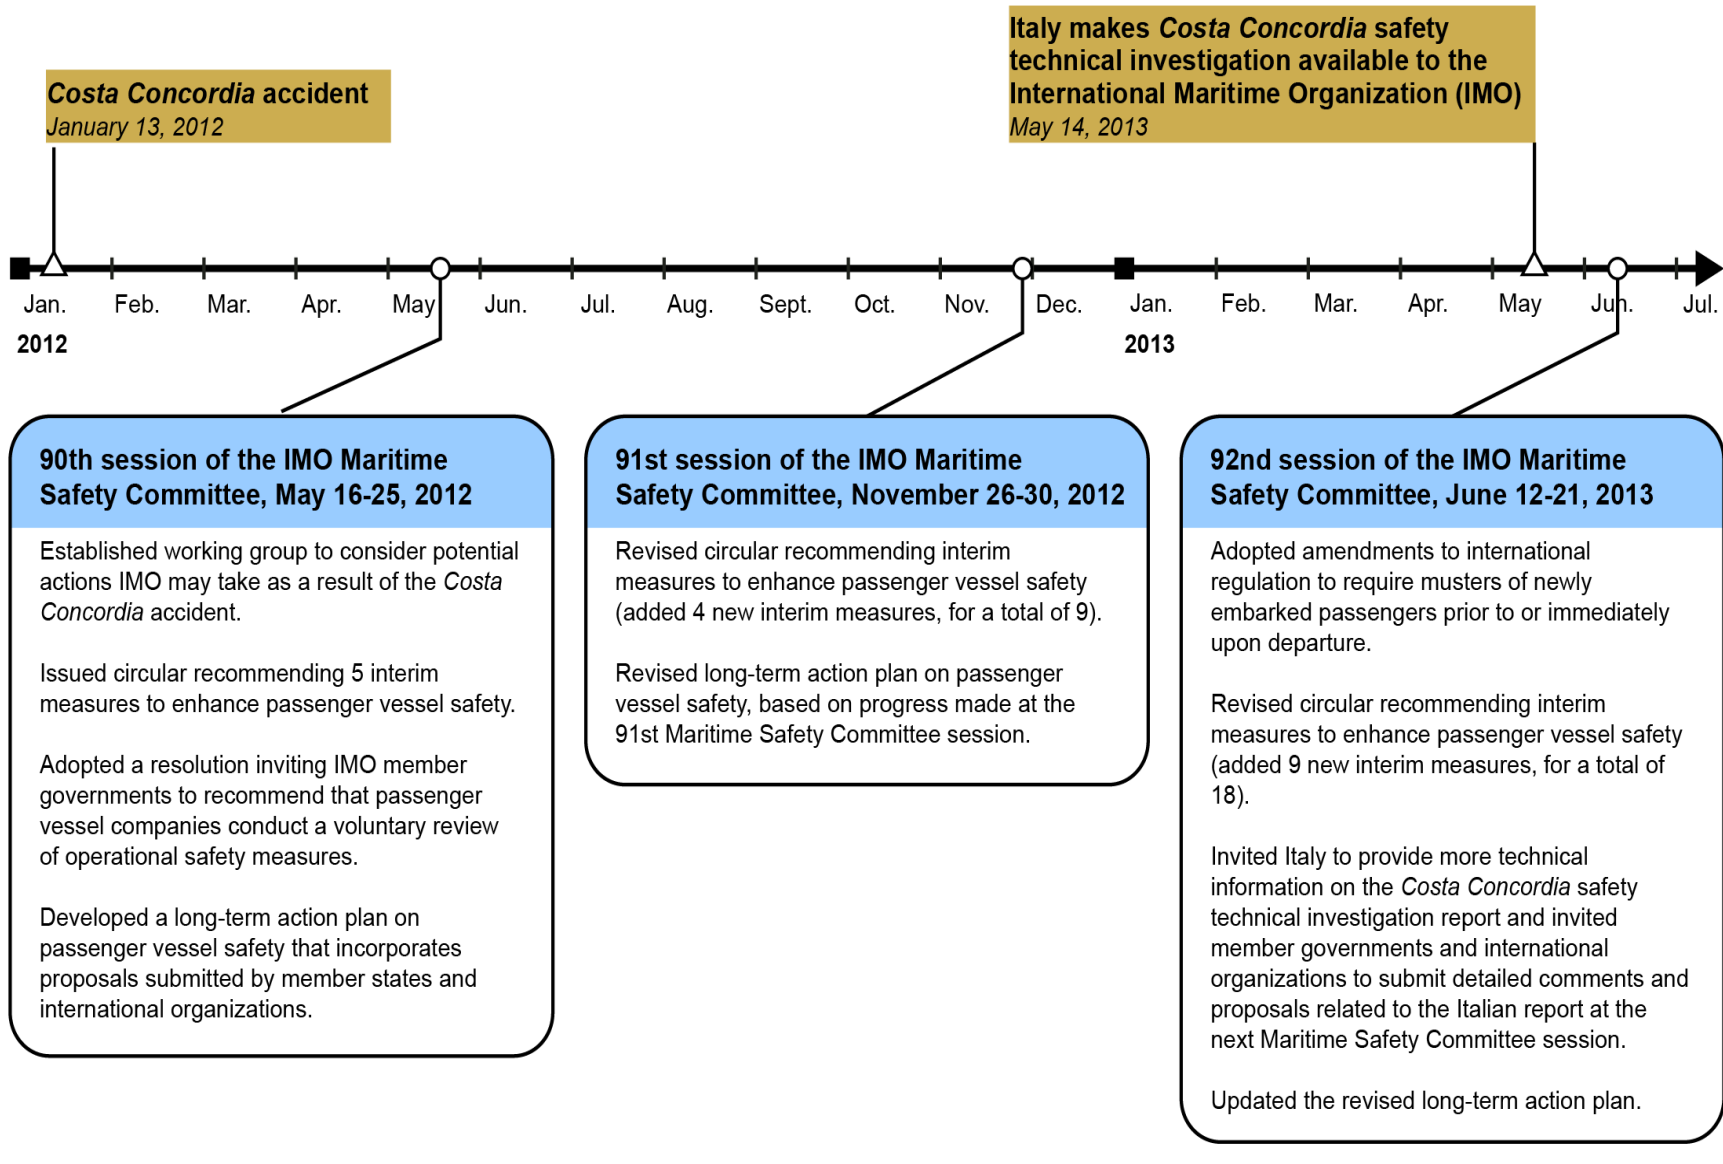 Costa Concordia accident
January 13, 2012
Italy makes Costa Concordia safety
technical investigation available to the
International Maritime Organization (IMO)
May 14, 2013
Jan. Feb. Mar. Apr. May Jun. Jul. Aug. Sept. Oct. Nov. Dec. Jan. Feb. Mar. Apr. May Jun. Jul.
2012 2013
90th session of the IMO Maritime
Safety Committee, May 16-25, 2012
Established working group to consider potential
actions IMO may take as a result of the Costa
Concordia accident.
Issued circular recommending 5 interim
measures to enhance passenger vessel safety.
Adopted a resolution inviting IMO member
governments to recommend that passenger
vessel companies conduct a voluntary review
of operational safety measures.
Developed a long-term action plan on
passenger vessel safety that incorporates
proposals submitted by member states and
international organizations.
91st session of the IMO Maritime
Safety Committee, November 26-30, 2012
Revised circular recommending interim
measures to enhance passenger vessel safety
(added 4 new interim measures, for a total of 9).
Revised long-term action plan on passenger
vessel safety, based on progress made at the
91st Maritime Safety Committee session.
92nd session of the IMO Maritime
Safety Committee, June 12-21, 2013
Adopted amendments to international
regulation to require musters of newly
embarked passengers prior to or immediately
upon departure.
Revised circular recommending interim
measures to enhance passenger vessel safety
(added 9 new interim measures, for a total of
18).
Invited Italy to provide more technical
information on the Costa Concordia safety
technical investigation report and invited
member governments and international
organizations to submit detailed comments and
proposals related to the Italian report at the
next Maritime Safety Committee session.
Updated the revised long-term action plan.